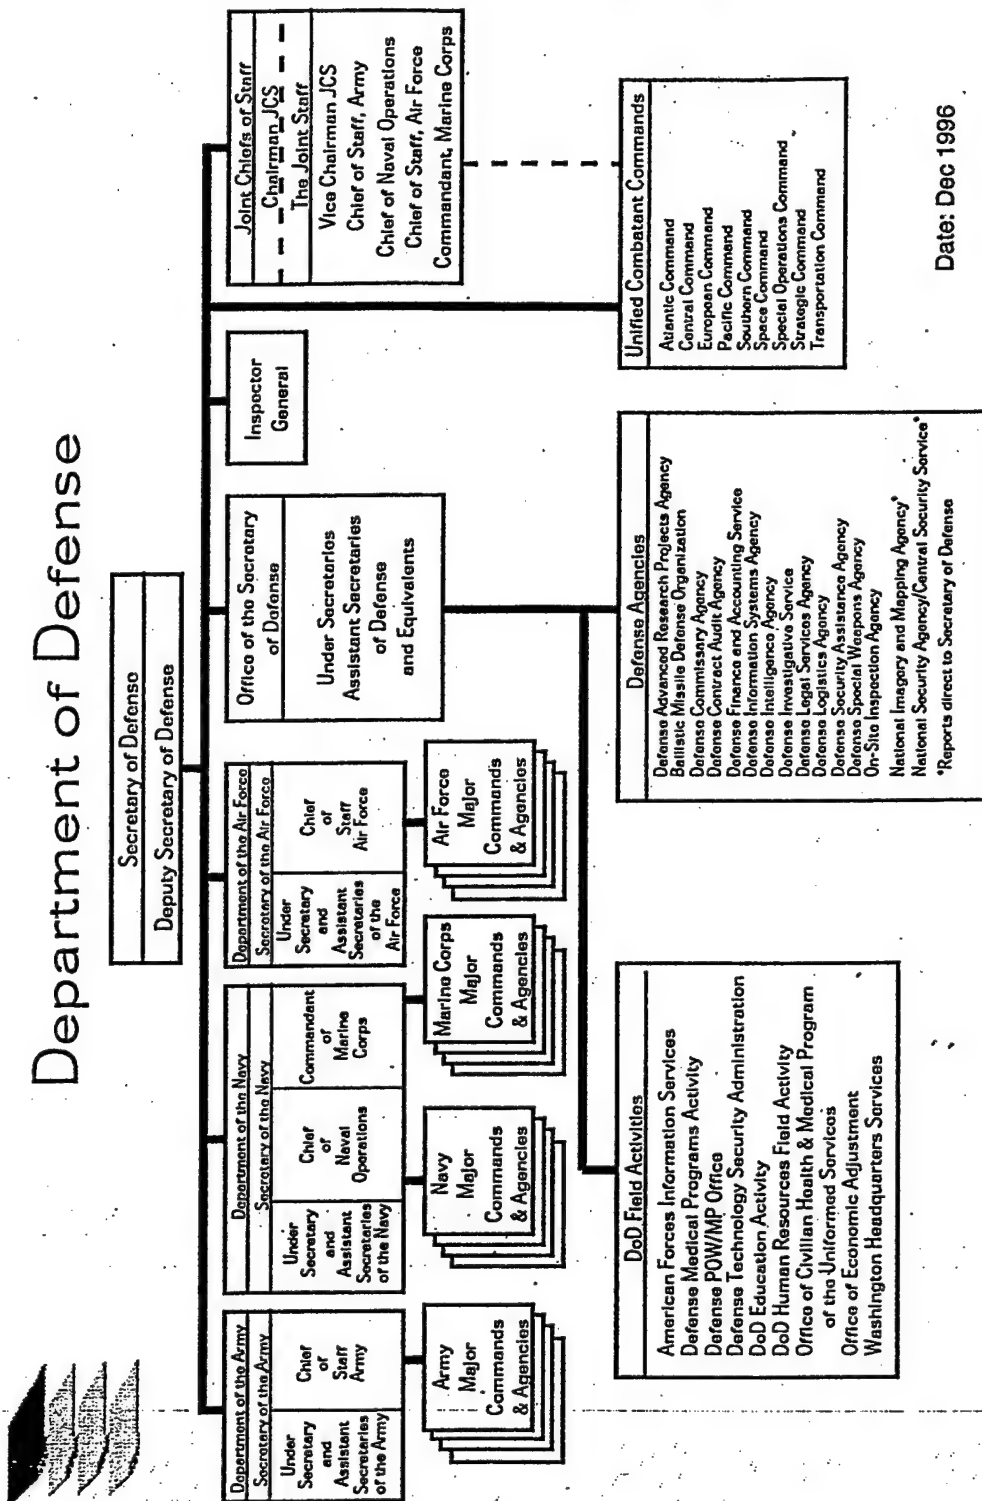 Department of Defense
Secretary of Defense
Deputy Secretary of Defense
Department of the Army
Secretary of the Army
Under
Secretary
and
Assistant
Secretaries
of the Army
Chief
of
Staff
Army
Army
Major
Commands
& Agencies
Department of the Navy
Secretary of the Navy
Under
Secretary
and
Assistant
Secretaries
of the Navy
Chief
of
Naval
Operations
Commandant
of
Marine
Corps
Navy
Major
Commands
& Agencies
Marine Corps
Major
Commands
& Agencies
Department of the Air Force
Secretary of the Air Force
Under
Secretary
and
Assistant
Secretaries
of the
Air Force
Chief
of
Staff
Air Force
Air Force
Major
Commands
& Agencies
Office of the Secretary
of Defense
Under Secretaries
Assistant Secretaries
of Defense
and Equivalents
Inspector
General
Joint Chiefs of Staff
Chairman JCS
The Joint Staff
Vice Chairman JCS
Chief of Staff, Army
Chief of Naval Operations
Chief of Staff, Air Force
Commandant, Marine Corps
DoD Field Activities
American Forces Information Services
Defense Medical Programs Activity
Defense POW/MP Office
Defense Technology Security Administration
DoD Education Activity
DoD Human Resources Field Activity
Office of Civilian Health & Medical Program
of the Uniformed Services
Office of Economic Adjustment
Washington Headquarters Services
Defense Agencies
Defense Advanced Research Projects Agency
Ballistic Missile Defense Organization
Defense Commissary Agency
Defense Contract Audit Agency
Defense Finance and Accounting Service
Defense Information Systems Agency
Defense Intelligence Agency
Defense Investigative Service
Defense Legal Services Agency
Defense Logistics Agency
Defense Security Assistance Agency
Defense Special Weapons Agency
On-Site Inspection Agency
National Imagery and Mapping Agency*
National Security Agency/Central Security Service*
*Reports direct to Secretary of Defense
Unified Combatant Commands
Atlantic Command
Central Command
European Command
Pacific Command
Southern Command
Space Command
Special Operations Command
Strategic Command
Transportation Command
Date: Dec 1996